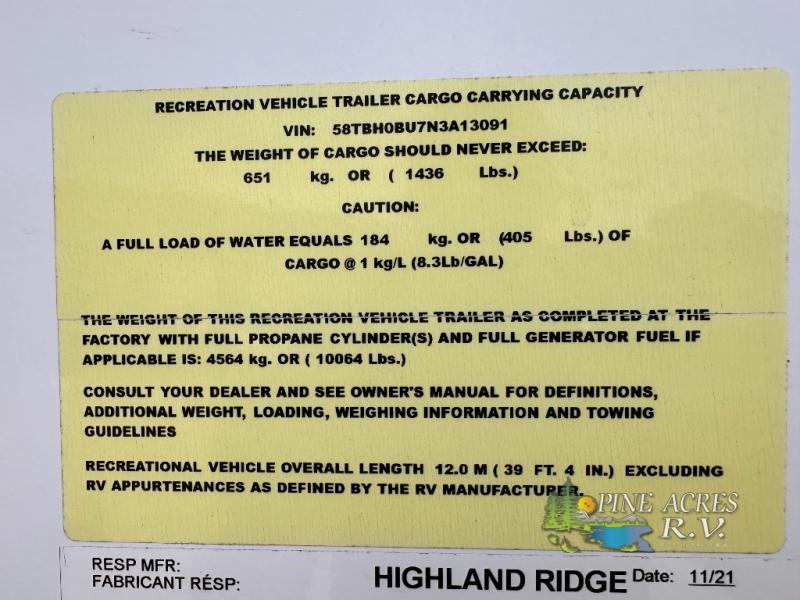 RECREATION VEHICLE TRAILER CARGO CARRYING CAPACITY
VIN: 58TBH0BU7N3A13091
THE WEIGHT OF CARGO SHOULD NEVER EXCEED:
651 kg. OR ( 1436 Lbs.)
CAUTION:
A FULL LOAD OF WATER EQUALS 184 kg. OR (405 Lbs.) OF
CARGO @ 1 kg/L (8.3Lb/GAL)
THE WEIGHT OF THIS RECREATION VEHICLE TRAILER AS COMPLETED AT THE
FACTORY WITH FULL PROPANE CYLINDER(S) AND FULL GENERATOR FUEL IF
APPLICABLE IS: 4564 kg. OR ( 10064 Lbs.)
CONSULT YOUR DEALER AND SEE OWNER'S MANUAL FOR DEFINITIONS,
ADDITIONAL WEIGHT, LOADING, WEIGHING INFORMATION AND TOWING
GUIDELINES
RECREATIONAL VEHICLE OVERALL LENGTH 12.0 M ( 39 FT. 4 IN.) EXCLUDING
RV APPURTENANCES AS DEFINED BY THE RV MANUFACTURER.
PINE ACRES
R.V.
RESP MFR:
FABRICANT RÉSP:
HIGHLAND RIDGE Date: 11/21